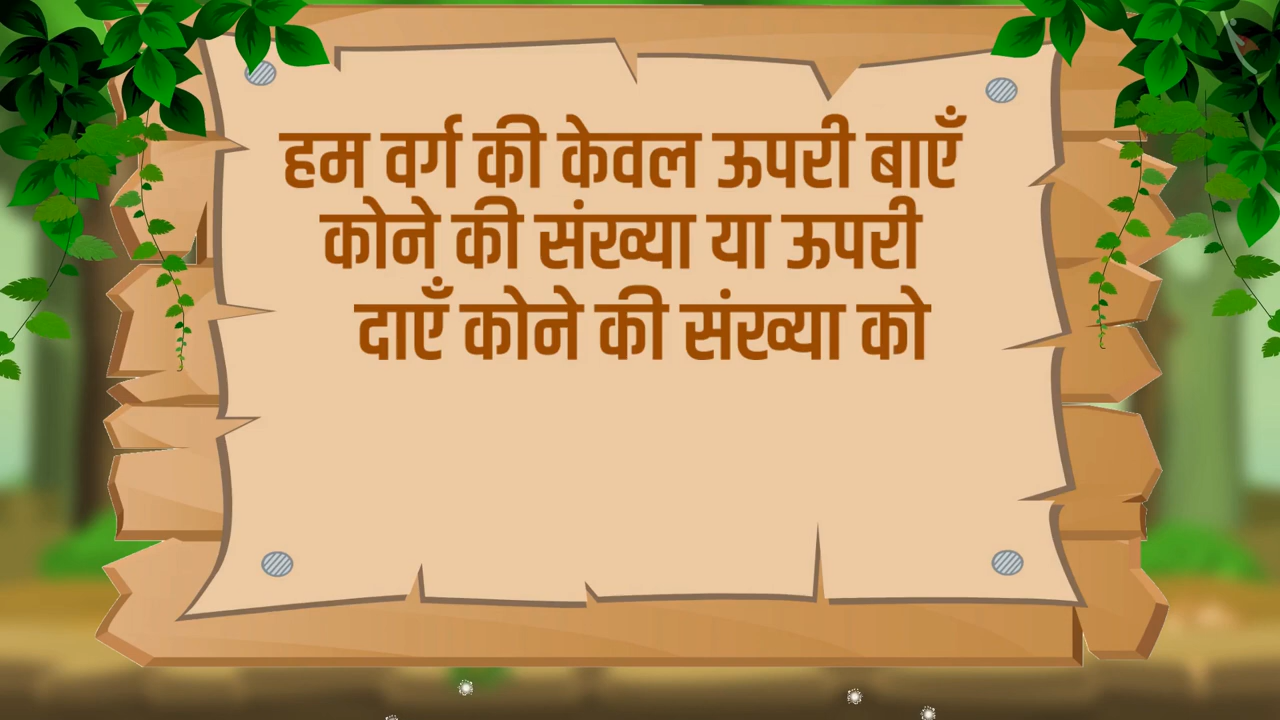 हम वर्ग की केवल ऊपरी बाएँ
कोने की संख्या या ऊपरी
दाएँ कोने की संख्या को